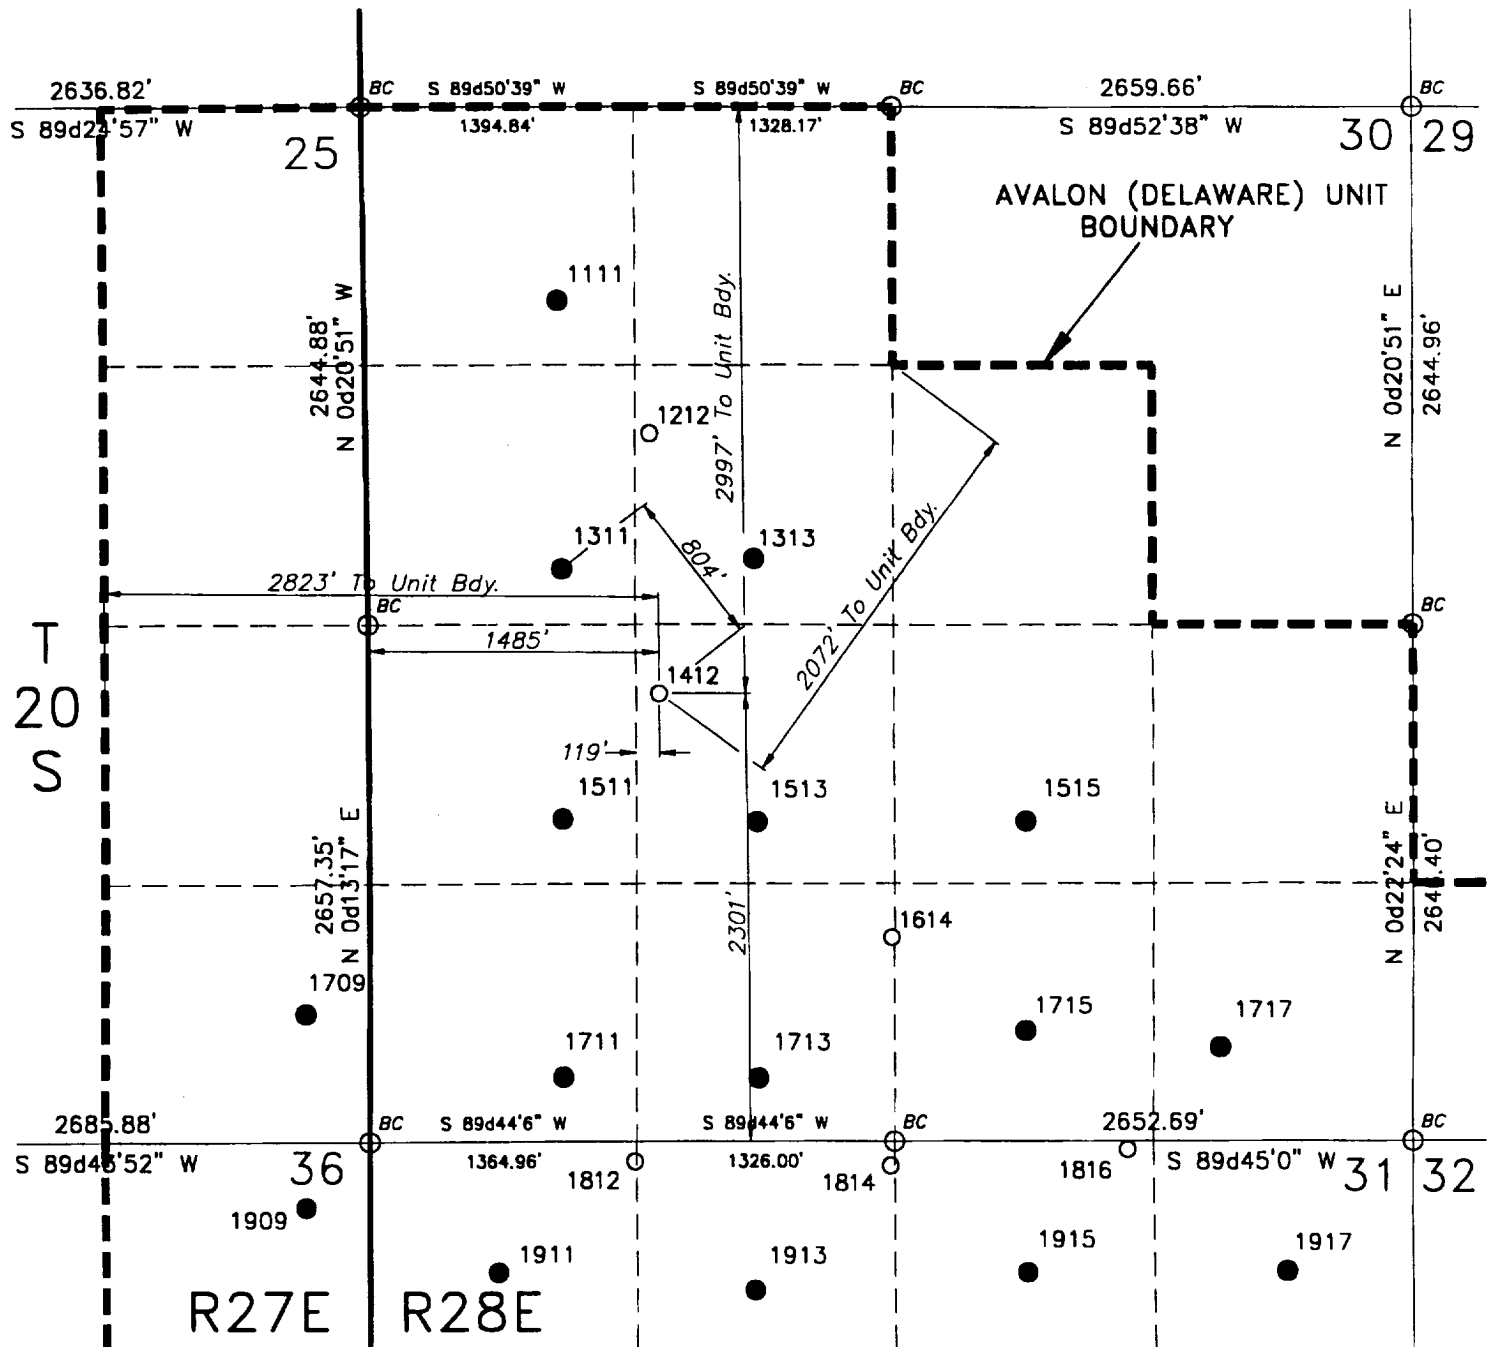 2636.82'
BC
S 89d50'39" W
S 89d50'39" W
BC
2659.66'
BC
S 89d24'57" W
1394.84'
1328.17'
S 89d52'38" W
25
30
29
AVALON (DELAWARE) UNIT
BOUNDARY
1111
2644.88'
N 0d20'51" W
2997' To Unit Bdy.
N 0d20'51" E
2644.96'
1212
1311
804'
1313
2072' To Unit Bdy.
2823' To Unit Bdy.
BC
BC
T
20
S
1485'
1412
119'
1511
1513
1515
2657.35'
N 0d13'17" E
2301'
N 0d22'24" E
1614
1709
1711
1713
1715
1717
2685.88'
BC
S 89d44'6" W
S 89d44'6" W
BC
2652.69'
BC
36
1364.96'
1326.00'
S 89d45'0" W
1812
1814
1816
31
32
1909
1911
1913
1915
1917
R27E
R28E